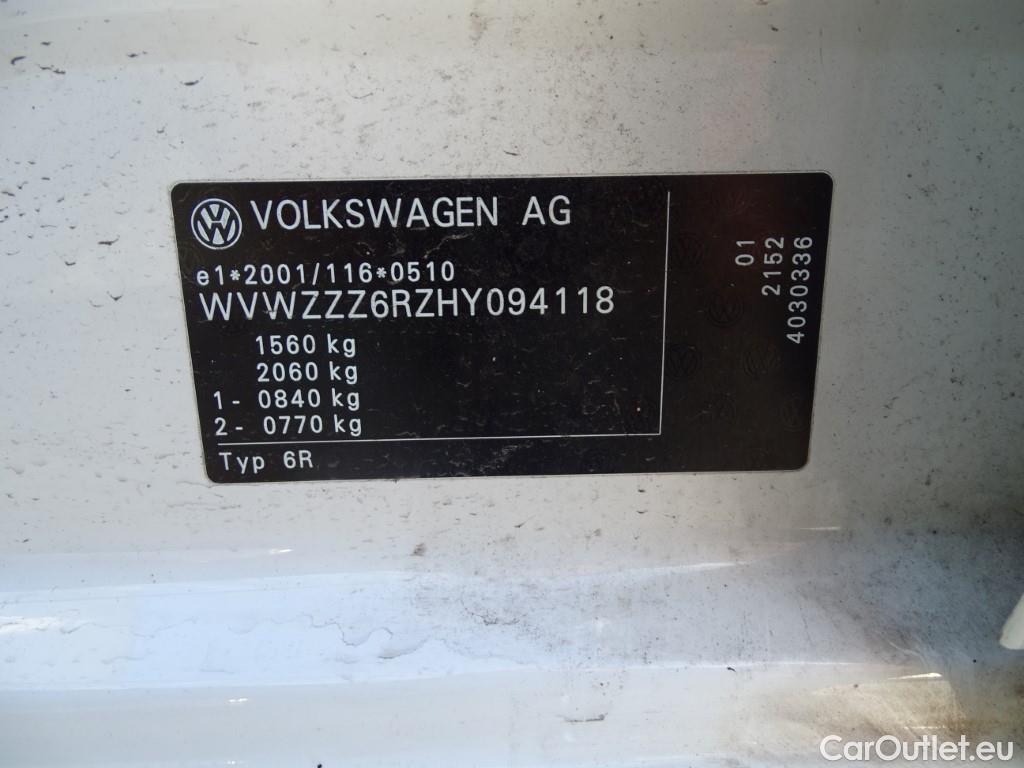 VOLKSWAGEN AG
e1*2001/116*0510
WVWZZZ6RZHY094118
1560 kg
2060 kg
1- 0840 kg
2- 0770 kg
Typ 6R
01
2152
4030336
CarOutlet.eu